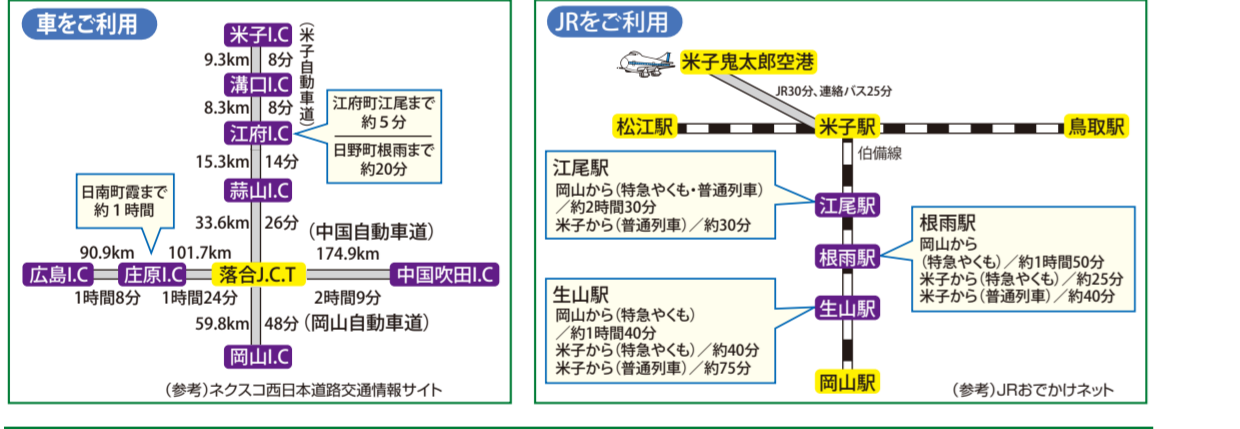 車をご利用
米子I.C
9.3km 8分
(米子自動車道)
溝口I.C
8.3km 8分
江府I.C
江府町江尾まで
約5分
日野町根雨まで
約20分
15.3km 14分
蒜山I.C
日南町霞まで
約1時間
33.6km 26分
(中国自動車道)
90.9km 101.7km 174.9km
広島I.C 庄原I.C 落合J.C.T 中国吹田I.C
1時間8分 1時間24分 2時間9分
59.8km 48分 (岡山自動車道)
岡山I.C
(参考)ネクスコ西日本道路交通情報サイト
JRをご利用
米子鬼太郎空港
JR30分、連絡バス25分
松江駅 米子駅 鳥取駅
伯備線
江尾駅
岡山から(特急やくも・普通列車)
/約2時間30分
米子から(普通列車)/約30分
江尾駅
根雨駅
根雨駅
岡山から
(特急やくも)/約1時間50分
米子から(特急やくも)/約25分
米子から(普通列車)/約40分
生山駅
岡山から(特急やくも)
/約1時間40分
米子から(特急やくも)/約40分
米子から(普通列車)/約75分
生山駅
岡山駅
(参考)JRおでかけネット